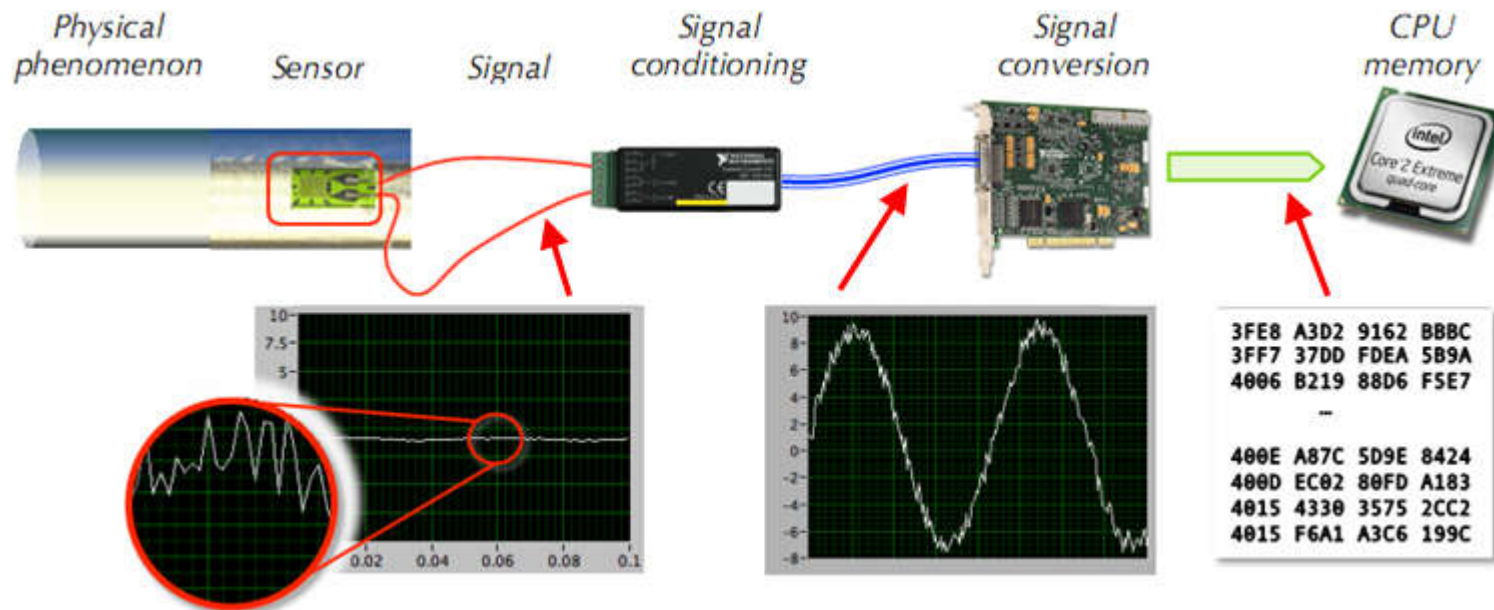 Physical
phenomenon
Sensor
Signal
Signal
conditioning
Signal
conversion
CPU
memory
NATIONAL
INSTRUMENTS
CE
intel
Core 2 Extreme
quad-core
10
7.5
5
0.02
0.04
0.06
0.08
0.1
10
8
6
4
2
0
-2
-4
-6
-8
3FE8 A3D2 9162 BBBC
3FF7 37DD FDEA 5B9A
4006 B219 88D6 F5E7
…
400E A87C 5D9E 8424
400D EC02 80FD A183
4015 4330 3575 2CC2
4015 F6A1 A3C6 199C